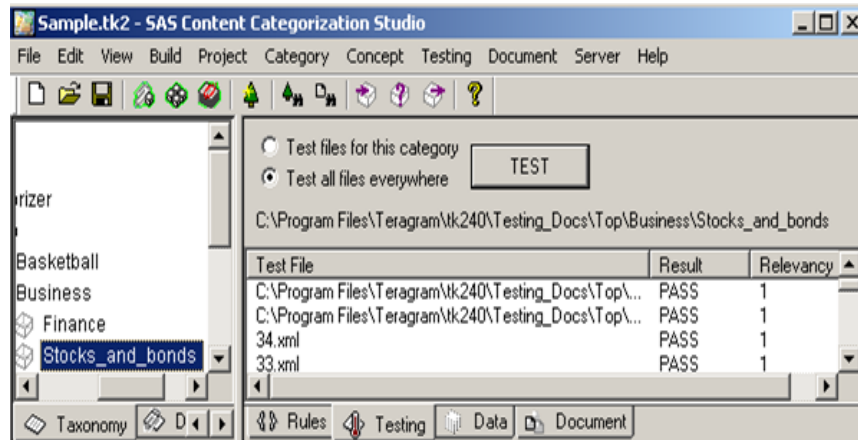 Sample.tk2 - SAS Content Categorization Studio
File Edit View Build Project Category Concept Testing Document Server Help
Test files for this category
Test all files everywhere
TEST
C:\Program Files\Teragram\tk240\Testing_Docs\Top\Business\Stocks_and_bonds
rizer
Basketball
Business
Finance
Stocks_and_bonds
Test File Result Relevancy
C:\Program Files\Teragram\tk240\Testing_Docs\Top\... PASS 1
C:\Program Files\Teragram\tk240\Testing_Docs\Top\... PASS 1
34.xml PASS 1
33.xml PASS 1
Taxonomy D
Rules Testing Data Document